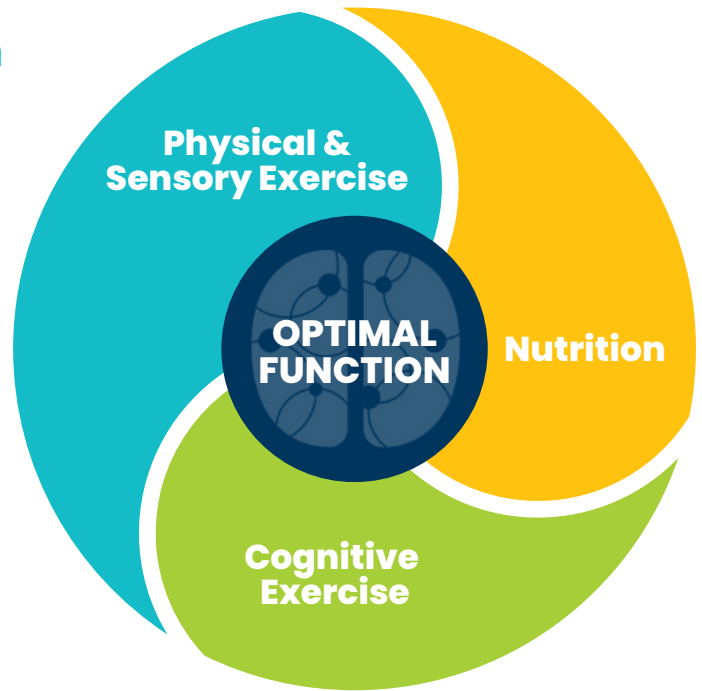 Physical &
Sensory Exercise
OPTIMAL
FUNCTION
Nutrition
Cognitive
Exercise